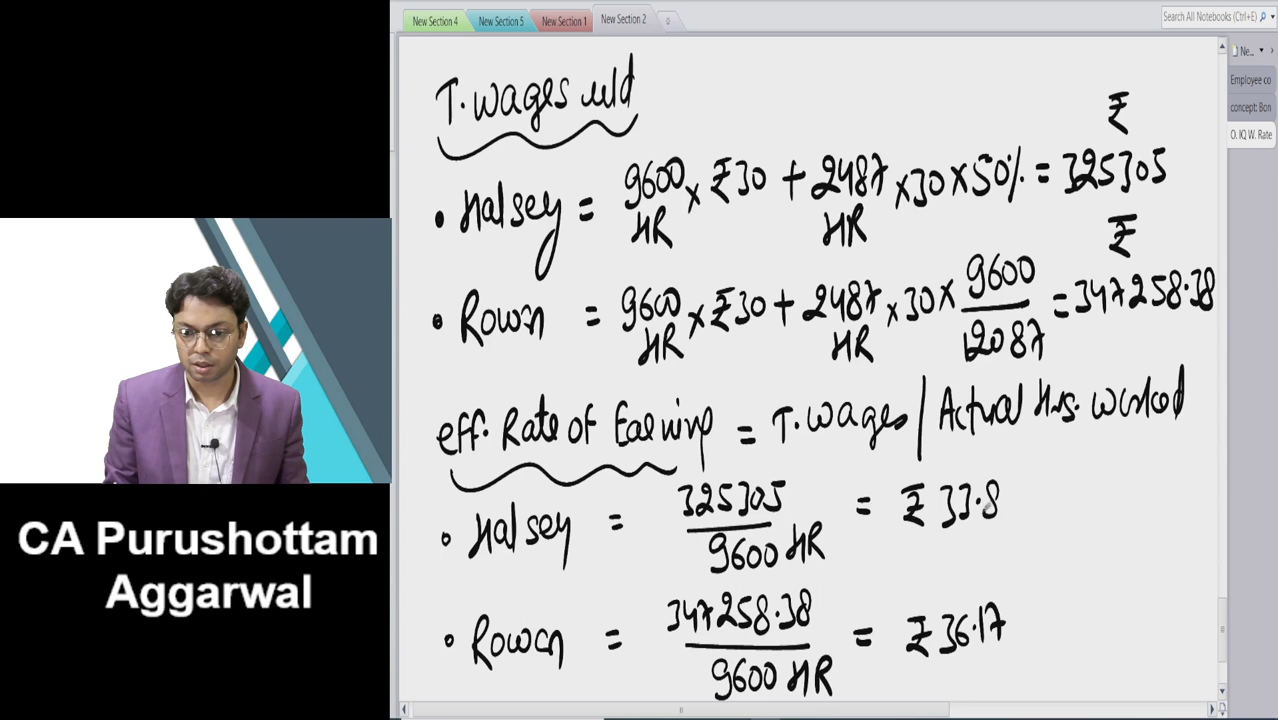 New Section 4 New Section 5 New Section 1 New Section 2
Search All Notebooks (Ctrl+E)
Ne...
Employee co
concept: Bon
O. IQ W. Rate
T. wages u/d
₹
• Halsey = 9600 HR × ₹30 + 2487 HR × 30 × 50% = 325305
₹
• Rowan = 9600 HR × ₹30 + 2487 HR × 30 × 9600/12087 = 347258.38
eff. Rate of Earning = T. wages / Actual Hrs. worked
• Halsey = 325305 / 9600 HR = ₹33.8
• Rowan = 347258.38 / 9600 HR = ₹36.17
CA Purushottam
Aggarwal